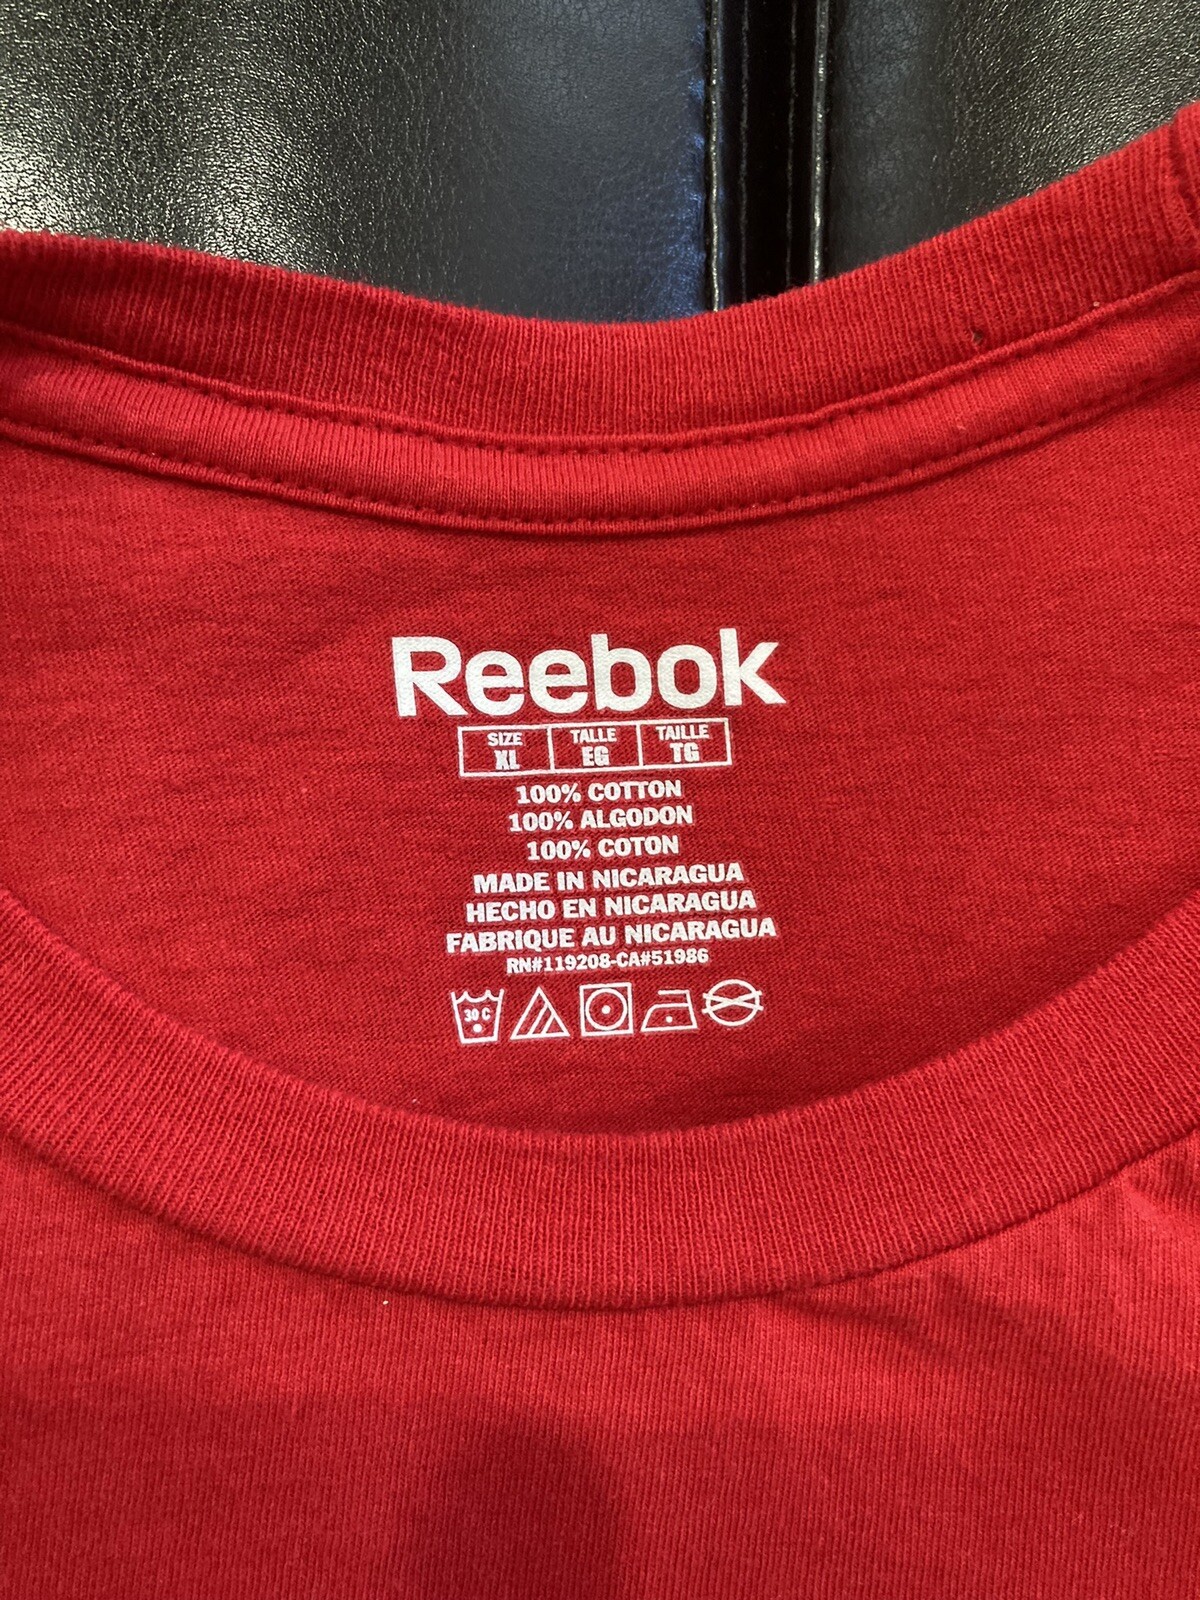 Reebok
SIZE TALLE TAILLE
XL EG TG
100% COTTON
100% ALGODON
100% COTON
MADE IN NICARAGUA
HECHO EN NICARAGUA
FABRIQUE AU NICARAGUA
RN#119208-CA#51986
30 C